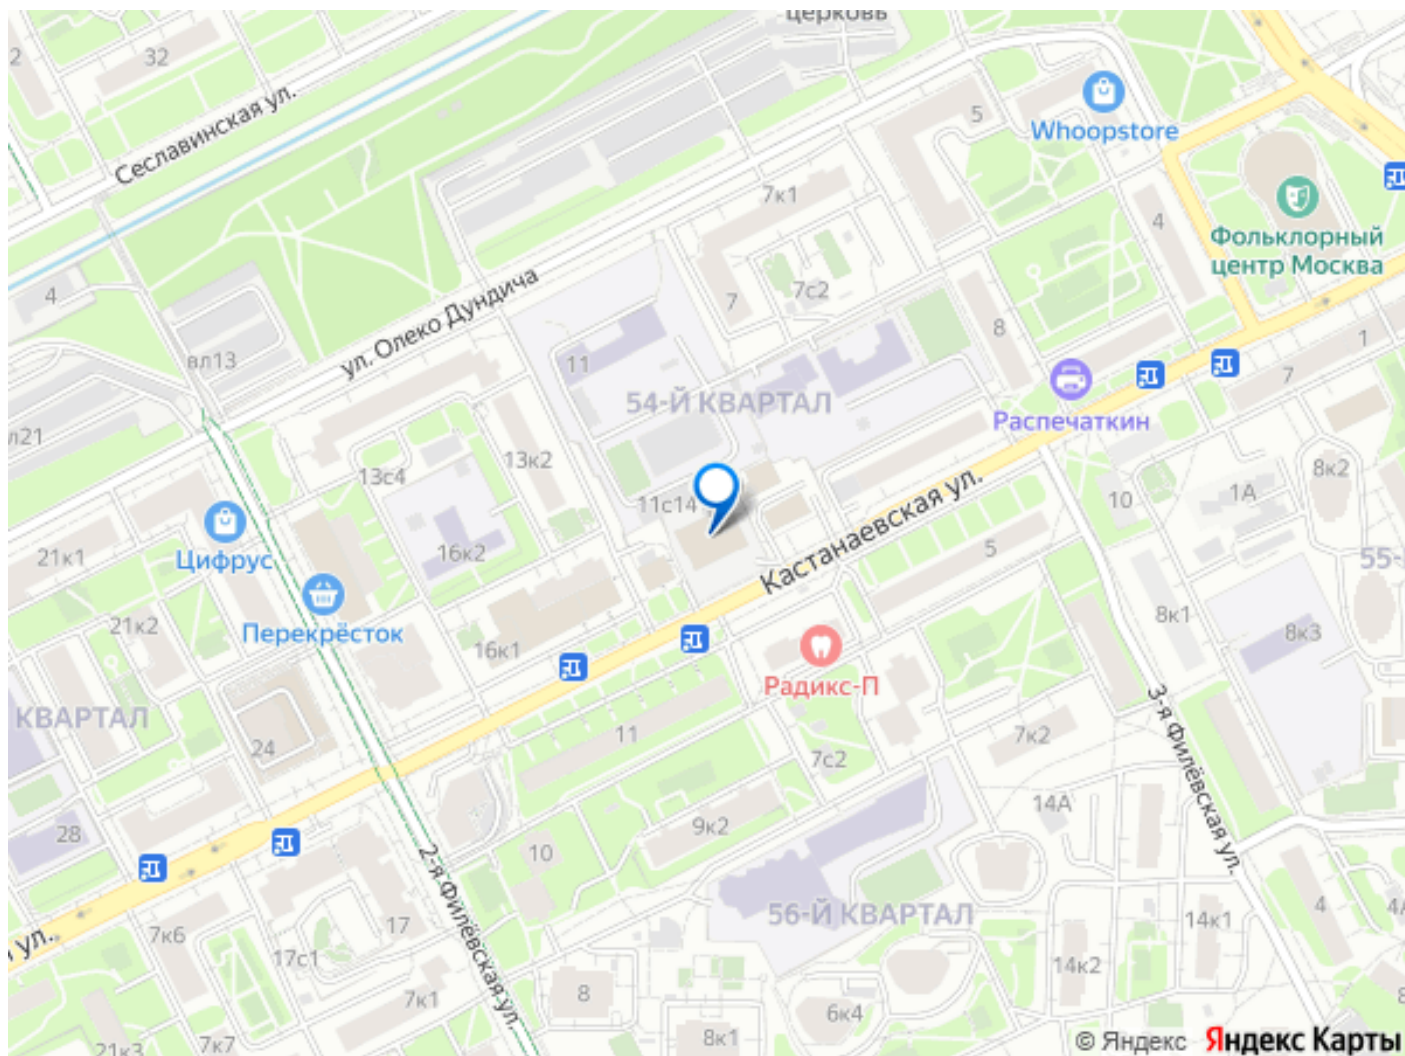 церковь
2
32
Сеславинская ул.
5
Whoopstore
7к1
4
Фольклорный
центр Москва
4
7с2
7
8
ул. Олеко Дундича
вл13
11
1
7
54-Й КВАРТАЛ
Распечаткин
л21
13к2
13с4
8к2
11с14
1А
10
Кастанаевская ул.
21к1
Цифрус
16к2
5
55-
Перекрёсток
21к2
8к1
8к3
16к1
Радикс-П
КВАРТАЛ
24
11
7с2
7к2
3-я Филёвская ул.
14А
28
9к2
10
2-я Филёвская ул.
56-Й КВАРТАЛ
4
4А
14к1
17
7к6
я ул.
17с1
14к2
8
7к1
6к4
8
21к3
7к7
8к1
© Яндекс Яндекс Карты